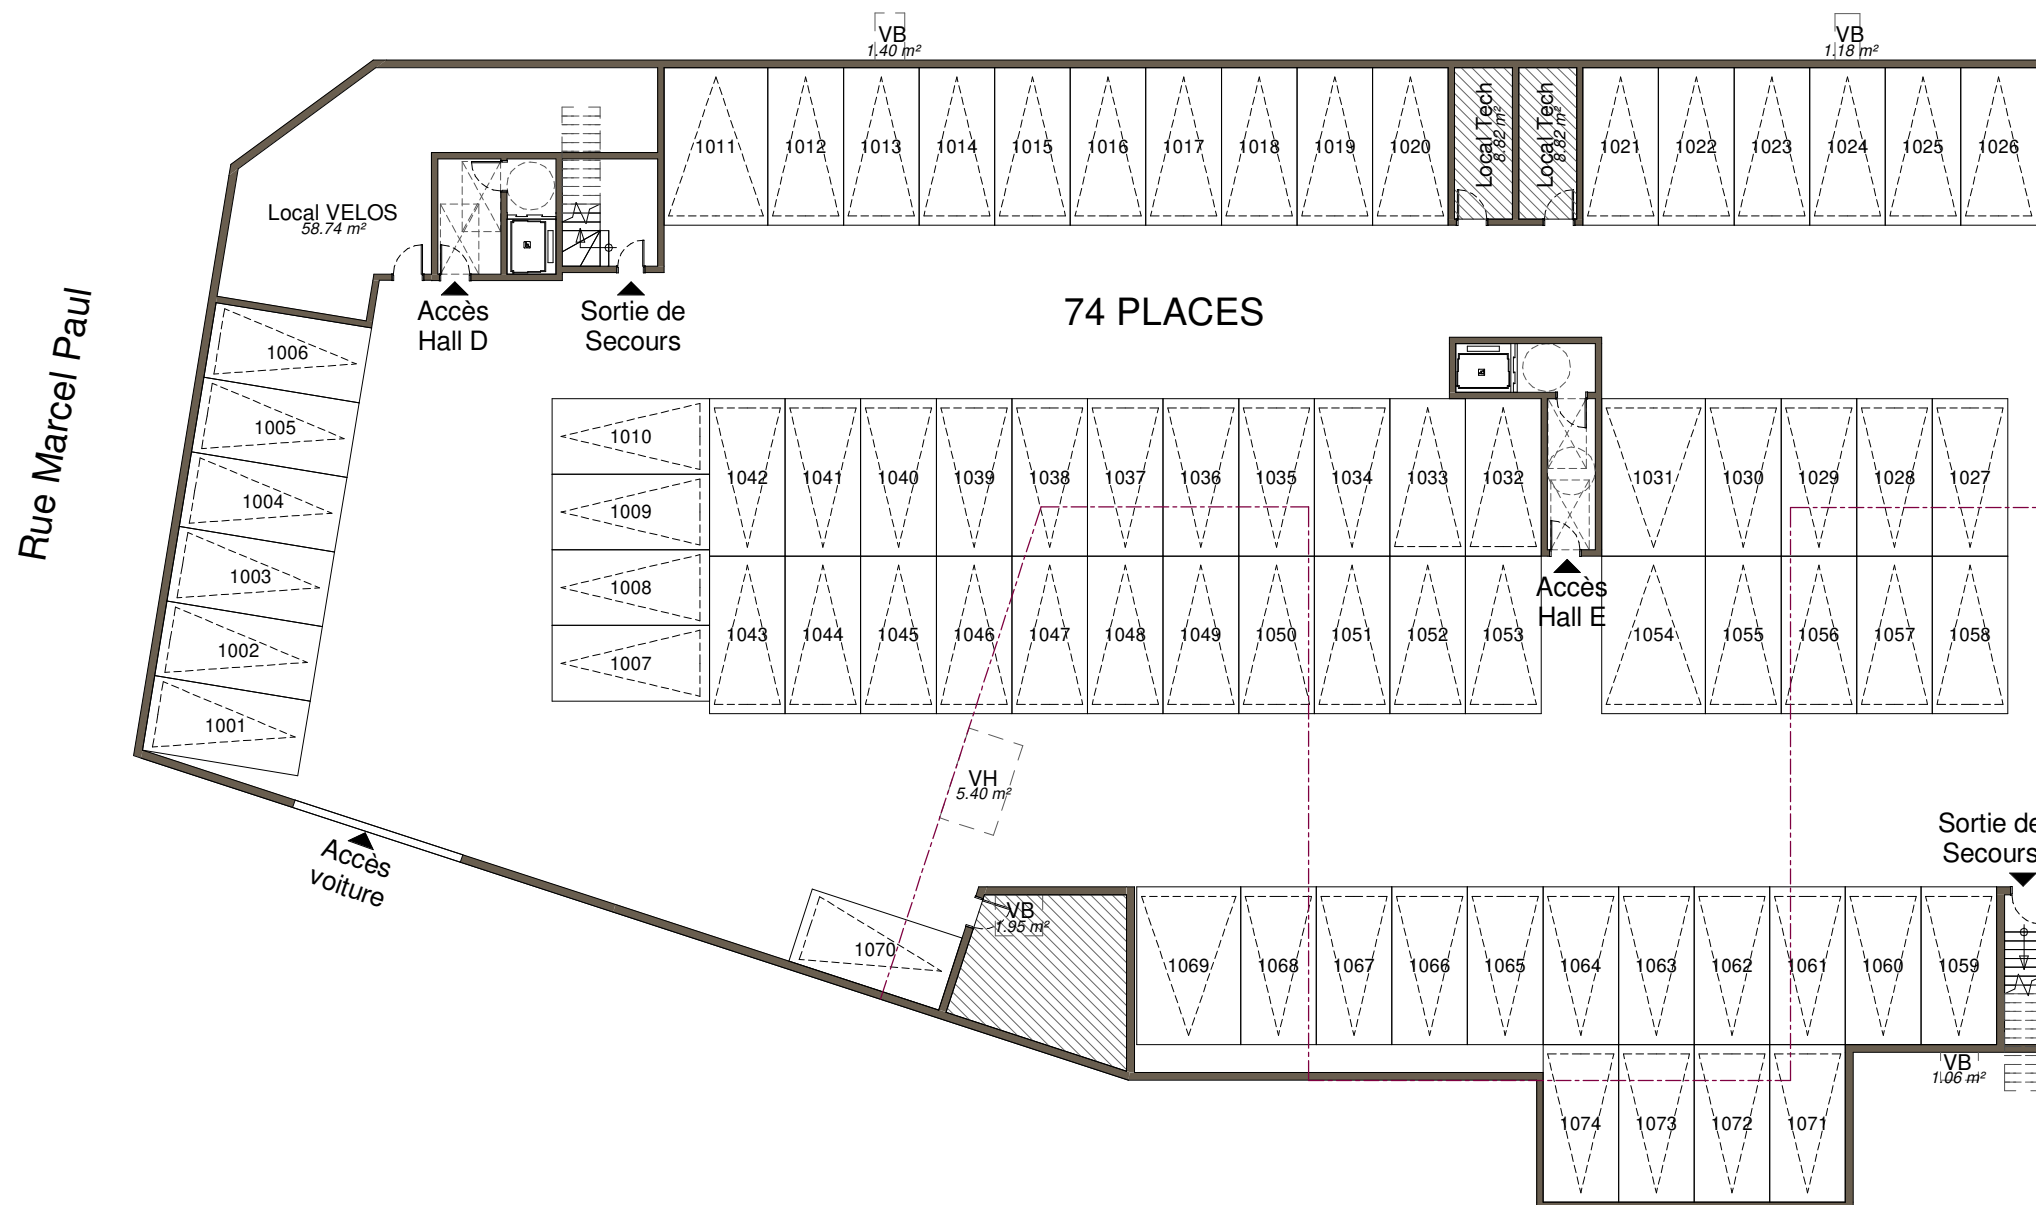 VB
1.40 m²
VB
1.18 m²
1011
1012
1013
1014
1015
1016
1017
1018
1019
1020
Local Tech
8.82 m²
Local Tech
8.82 m²
1021
1022
1023
1024
1025
1026
Local VELOS
58.74 m²
Accès
Hall D
Sortie de
Secours
74 PLACES
Rue Marcel Paul
1006
1005
1004
1003
1002
1001
1010
1009
1008
1007
1042
1041
1040
1039
1038
1037
1036
1035
1034
1033
1032
1031
1030
1029
1028
1027
Accès
Hall E
1043
1044
1045
1046
1047
1048
1049
1050
1051
1052
1053
1054
1055
1056
1057
1058
VH
5.40 m²
Accès
voiture
Sortie de
Secours
VB
1.95 m²
1070
1069
1068
1067
1066
1065
1064
1063
1062
1061
1060
1059
VB
1.06 m²
1074
1073
1072
1071